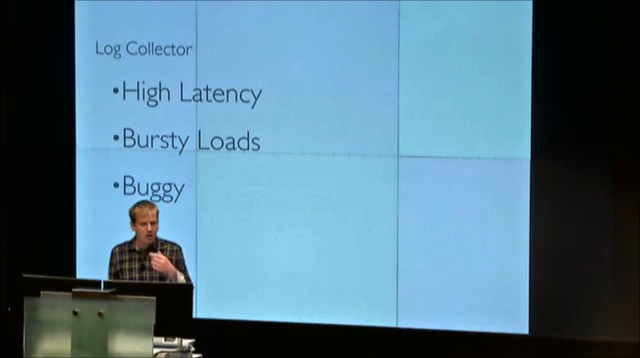 Log Collector
•High Latency
•Bursty Loads
•Buggy